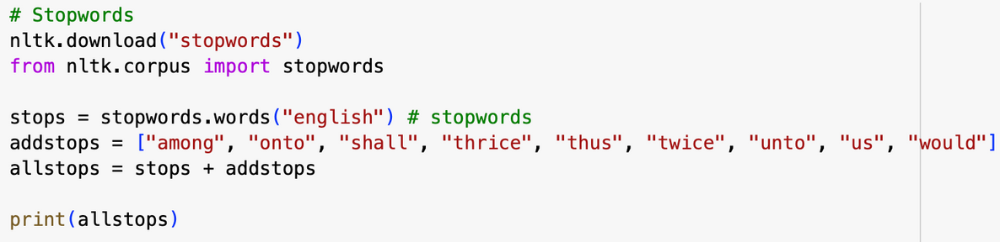 # Stopwords
nltk.download("stopwords")
from nltk.corpus import stopwords
stops = stopwords.words("english") # stopwords
addstops = ["among", "onto", "shall", "thrice", "thus", "twice", "unto", "us", "would"]
allstops = stops + addstops
print(allstops)